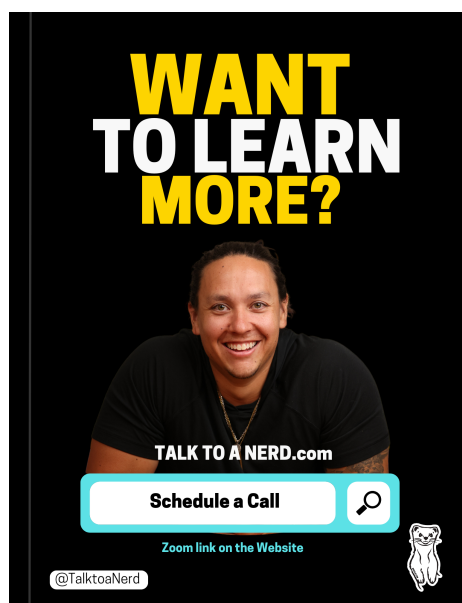 WANT
TO LEARN
MORE?
TALK TO A NERD.com
Schedule a Call
Zoom link on the Website
@TalktoaNerd